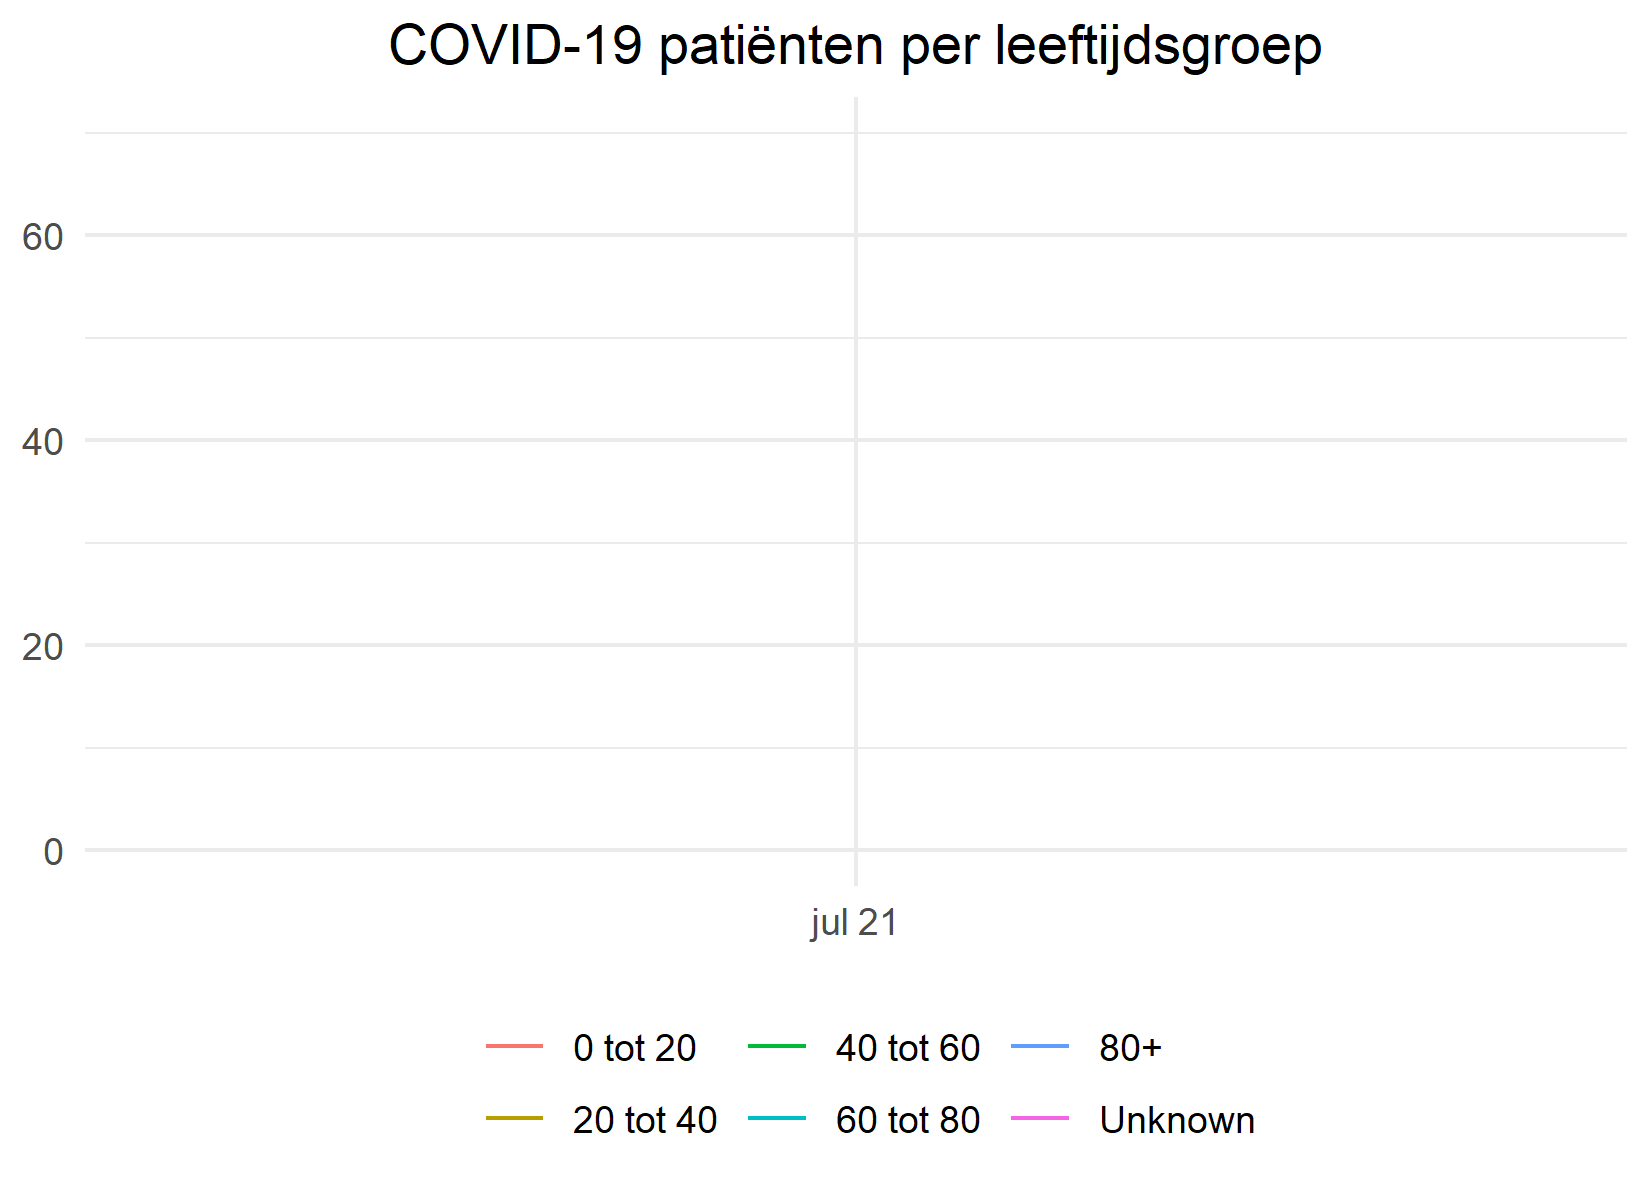 COVID-19 patiënten per leeftijdsgroep
60
40
20
0
jul 21
0 tot 20
40 tot 60
80+
20 tot 40
60 tot 80
Unknown